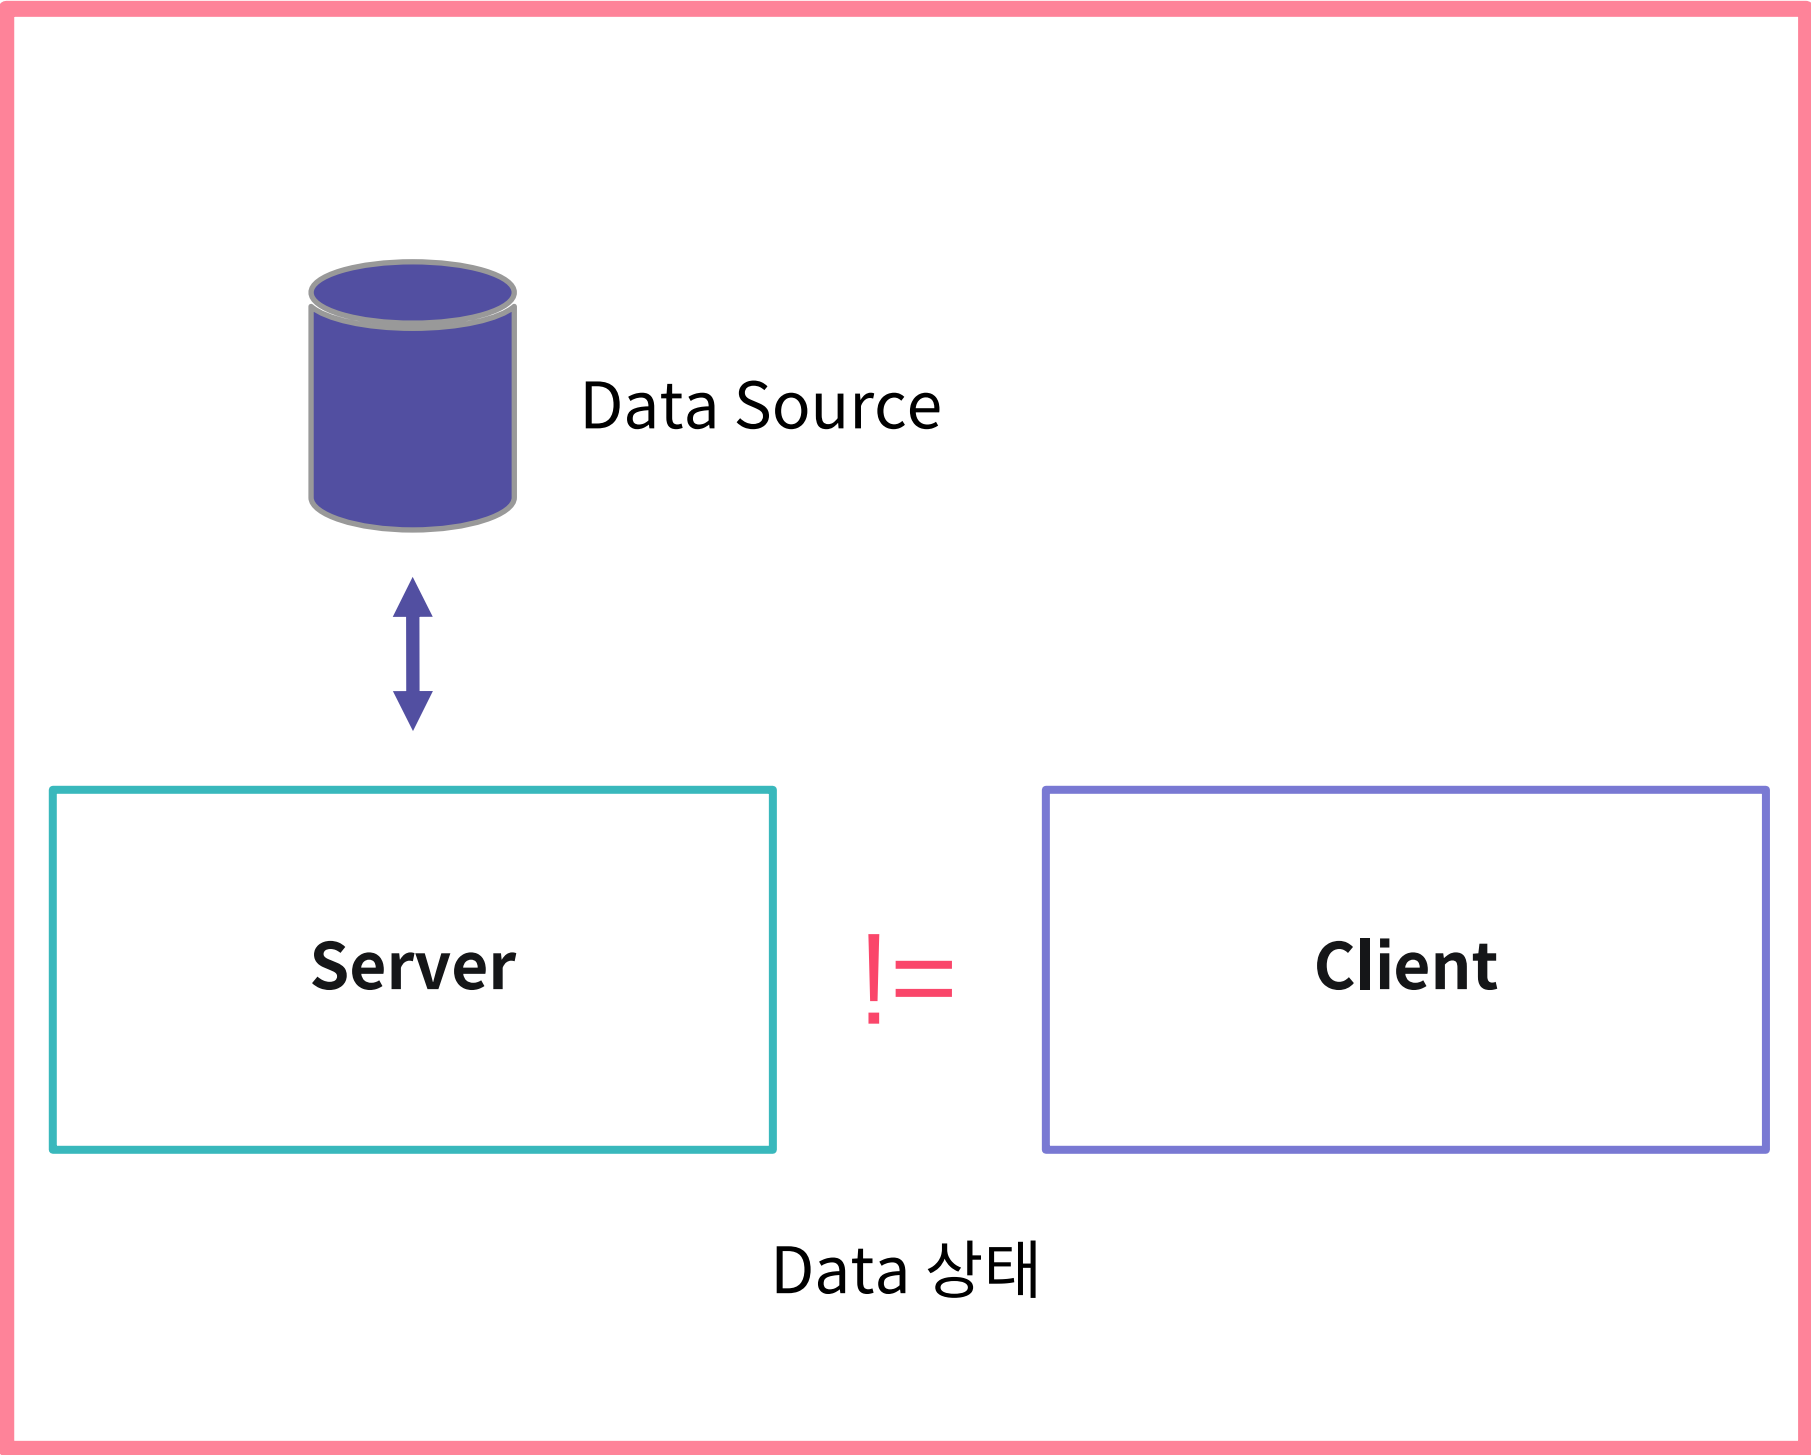 Data Source
Server
!=
Client
Data 상태